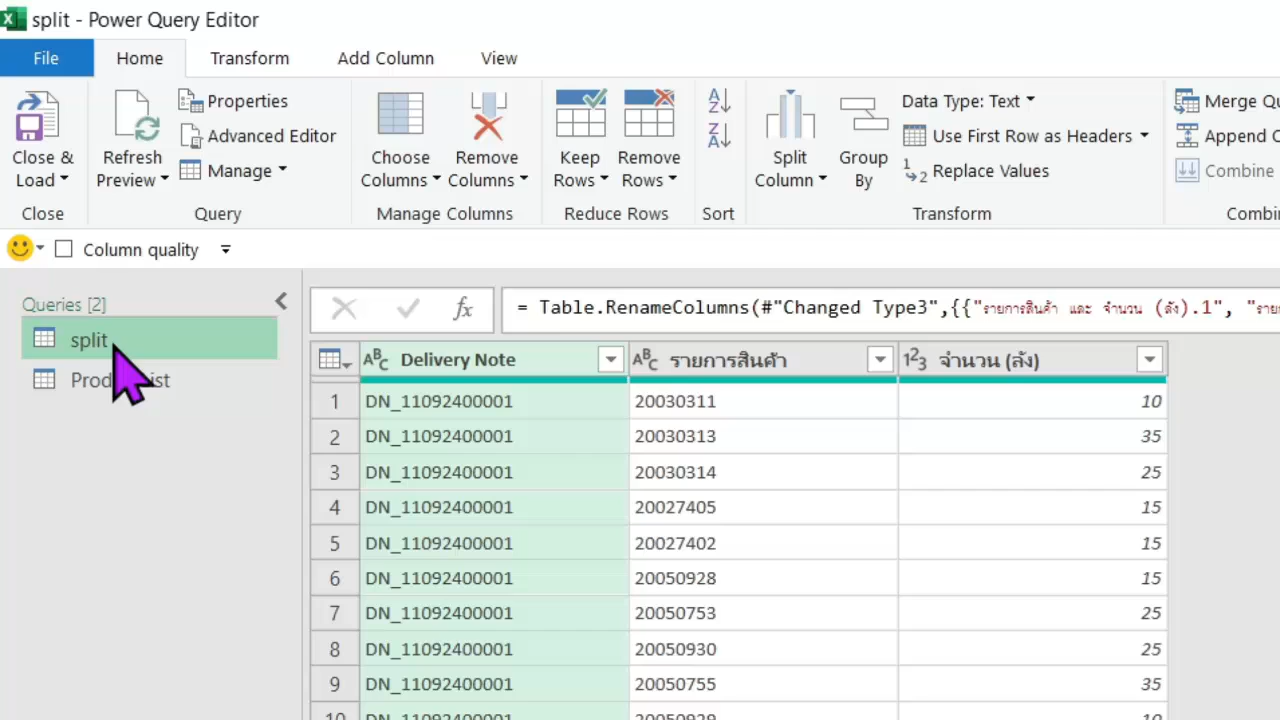 split - Power Query Editor
File Home Transform Add Column View
Properties
Advanced Editor
Manage
Close & Load
Refresh Preview
Choose Columns
Remove Columns
Keep Rows
Remove Rows
Split Column
Group By
Data Type: Text
Use First Row as Headers
Replace Values
Merge Qu
Append
Combine
Close Query Manage Columns Reduce Rows Sort Transform Combi
Column quality
Queries [2]
split
= Table.RenameColumns(#"Changed Type3",{{"รายการสินค้า และ จำนวน (ลัง).1", "ราย
Delivery Note รายการสินค้า จำนวน (ลัง)
1 DN_11092400001 20030311 10
2 DN_11092400001 20030313 35
3 DN_11092400001 20030314 25
4 DN_11092400001 20027405 15
5 DN_11092400001 20027402 15
6 DN_11092400001 20050928 15
7 DN_11092400001 20050753 25
8 DN_11092400001 20050930 25
9 DN_11092400001 20050755 35
10 DN_11092400001 20050929 10